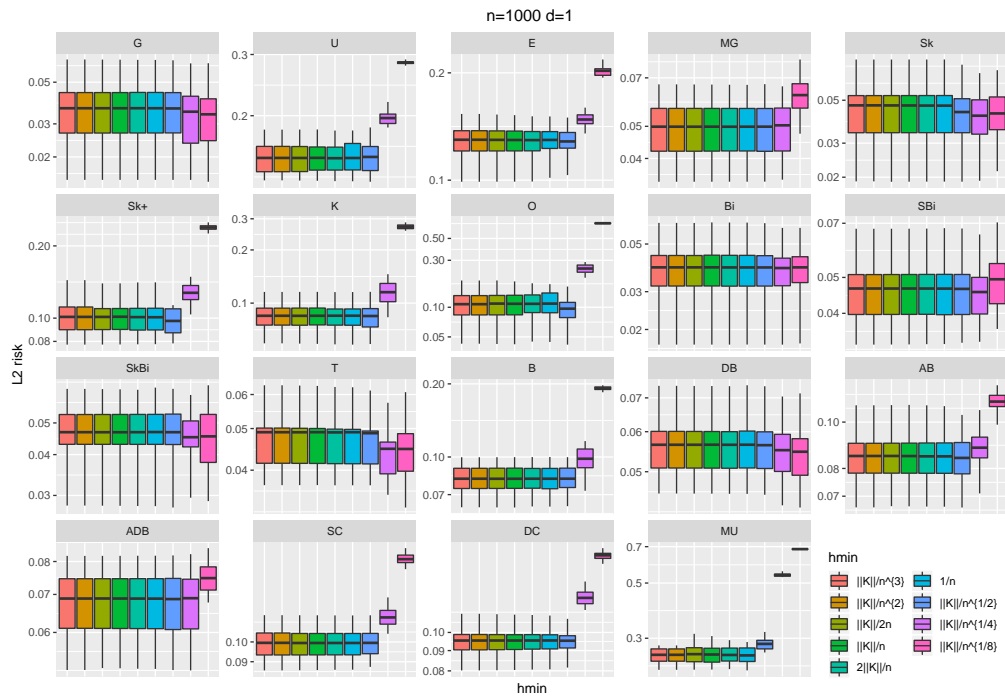 n=1000 d=1
G
U
E
MG
Sk
0.05
0.03
0.02
0.3
0.2
0.2
0.1
0.07
0.05
0.04
0.05
0.03
0.02
Sk+
K
O
Bi
SBi
0.20
0.10
0.08
0.3
0.2
0.1
0.50
0.30
0.10
0.05
0.05
0.03
0.02
0.07
0.05
0.04
L2 risk
SkBi
T
B
DB
AB
0.05
0.04
0.03
0.06
0.05
0.04
0.20
0.10
0.07
0.07
0.06
0.05
0.10
0.08
0.07
ADB
SC
DC
MU
0.08
0.07
0.06
0.10
0.09
0.10
0.09
0.08
0.7
0.5
0.3
hmin
hmin
||K||/n^{3}
||K||/n^{2}
||K||/2n
||K||/n
2||K||/n
1/n
||K||/n^{1/2}
||K||/n^{1/4}
||K||/n^{1/8}